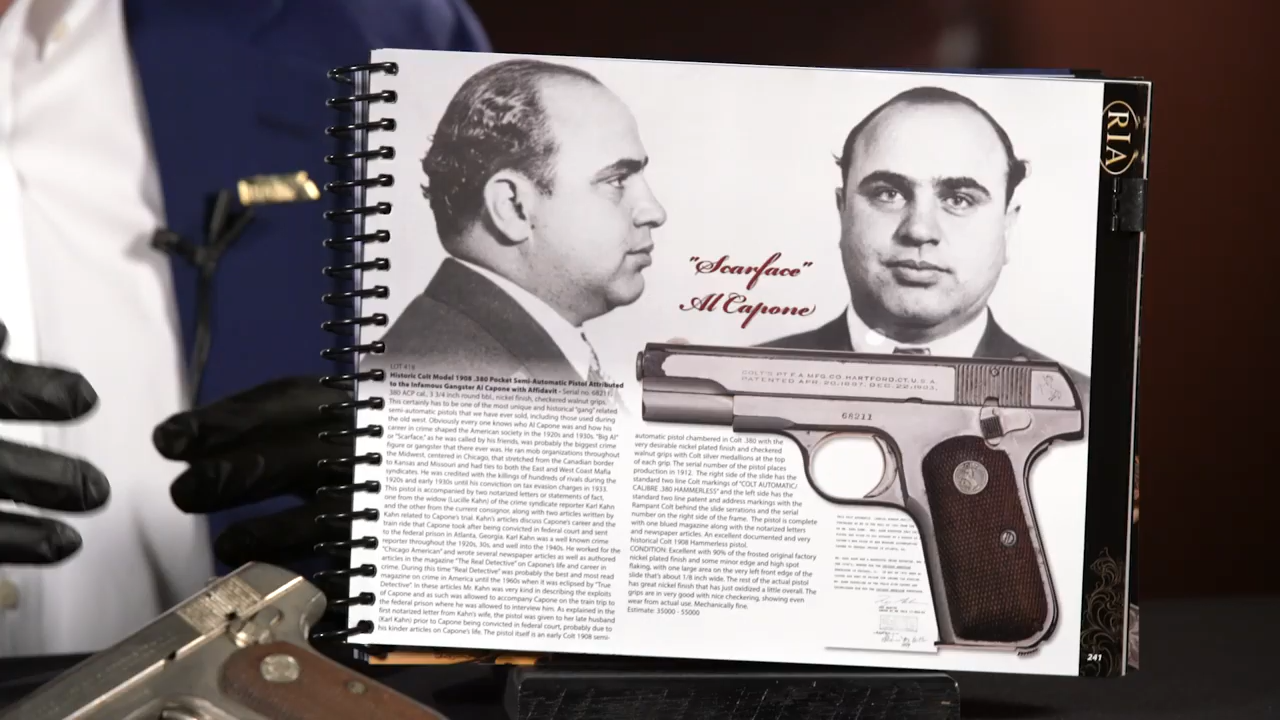 "Scarface"
Al Capone
RIA
COLT'S PT. F.A. MFG. CO. HARTFORD, CT. U.S.A.
PATENTED APR. 20, 1897. DEC. 22, 1903.
68211
LOT 418
Historic Colt Model 1908 .380 Pocket Semi-Automatic Pistol Attributed
to the Infamous Gangster Al Capone with Affidavit - Serial no. 68211,
380 ACP cal., 3 3/4 inch round bbl., nickel finish, checkered walnut grips.
This certainly has to be one of the most unique and historical "gang" related
semi-automatic pistols that we have ever sold, including those used during
the old west. Obviously every one knows who Al Capone was and how his
career in crime shaped the American society in the 1920s and 1930s. "Big Al"
or "Scarface", as he was called by his friends, was probably the biggest crime
figure or gangster that there ever was. He ran mob organizations throughout
the Midwest, centered in Chicago, that stretched from the Canadian border
to Kansas and Missouri and had ties to both the East and West Coast Mafia
syndicates. He was credited with the killings of hundreds of rivals during the
1920s and early 1930s until his conviction on tax evasion charges in 1933.
This pistol is accompanied by two notarized letters or statements of fact,
one from the widow (Lucille Kahn) of the crime syndicate reporter Karl Kahn
and the other from the current consignor, along with two articles written by
Kahn related to Capone's trial. Kahn's articles discuss Capone's career and the
train ride that Capone took after being convicted in federal court and sent
to the federal prison in Atlanta, Georgia. Karl Kahn was a well known crime
reporter throughout the 1920s, 30s, and well into the 1940s. He worked for the
"Chicago American" and wrote several newspaper articles as well as authored
articles in the magazine "The Real Detective" on Capone's life and career in
crime. During this time "Real Detective" was probably the best and most read
magazine on crime in America until the 1960s when it was eclipsed by "True
Detective". In these articles Mr. Kahn was very kind in describing the exploits
of Capone and as such was allowed to accompany Capone on the train trip to
the federal prison where he was allowed to interview him. As explained in the
first notarized letter from Kahn's wife, the pistol was given to her late husband
(Karl Kahn) prior to Capone being convicted in federal court, probably due to
his kinder articles on Capone's life. The pistol itself is an early Colt 1908 semi-
automatic pistol chambered in Colt .380 with the
very desirable nickel plated finish and checkered
walnut grips with Colt silver medallions at the top
of each grip. The serial number of the pistol places
production in 1912. The right side of the slide has the
standard two line Colt markings of "COLT AUTOMATIC/
CALIBRE .380 HAMMERLESS" and the left side has the
standard two line patent and address markings with the
Rampant Colt behind the slide serrations and the serial
number on the right side of the frame. The pistol is complete
with one blued magazine along with the notarized letters
and newspaper articles. An excellent documented and very
historical Colt 1908 Hammerless pistol.
CONDITION: Excellent with 90% of the frosted original factory
nickel plated finish and some minor edge and high spot
flaking, with one large area on the very left front edge of the
slide that's about 1/8 inch wide. The rest of the actual pistol
has great nickel finish that has just oxidized a little overall. The
grips are in very good with nice checkering, showing even
wear from actual use. Mechanically fine.
Estimate: 35000 - 55000
241